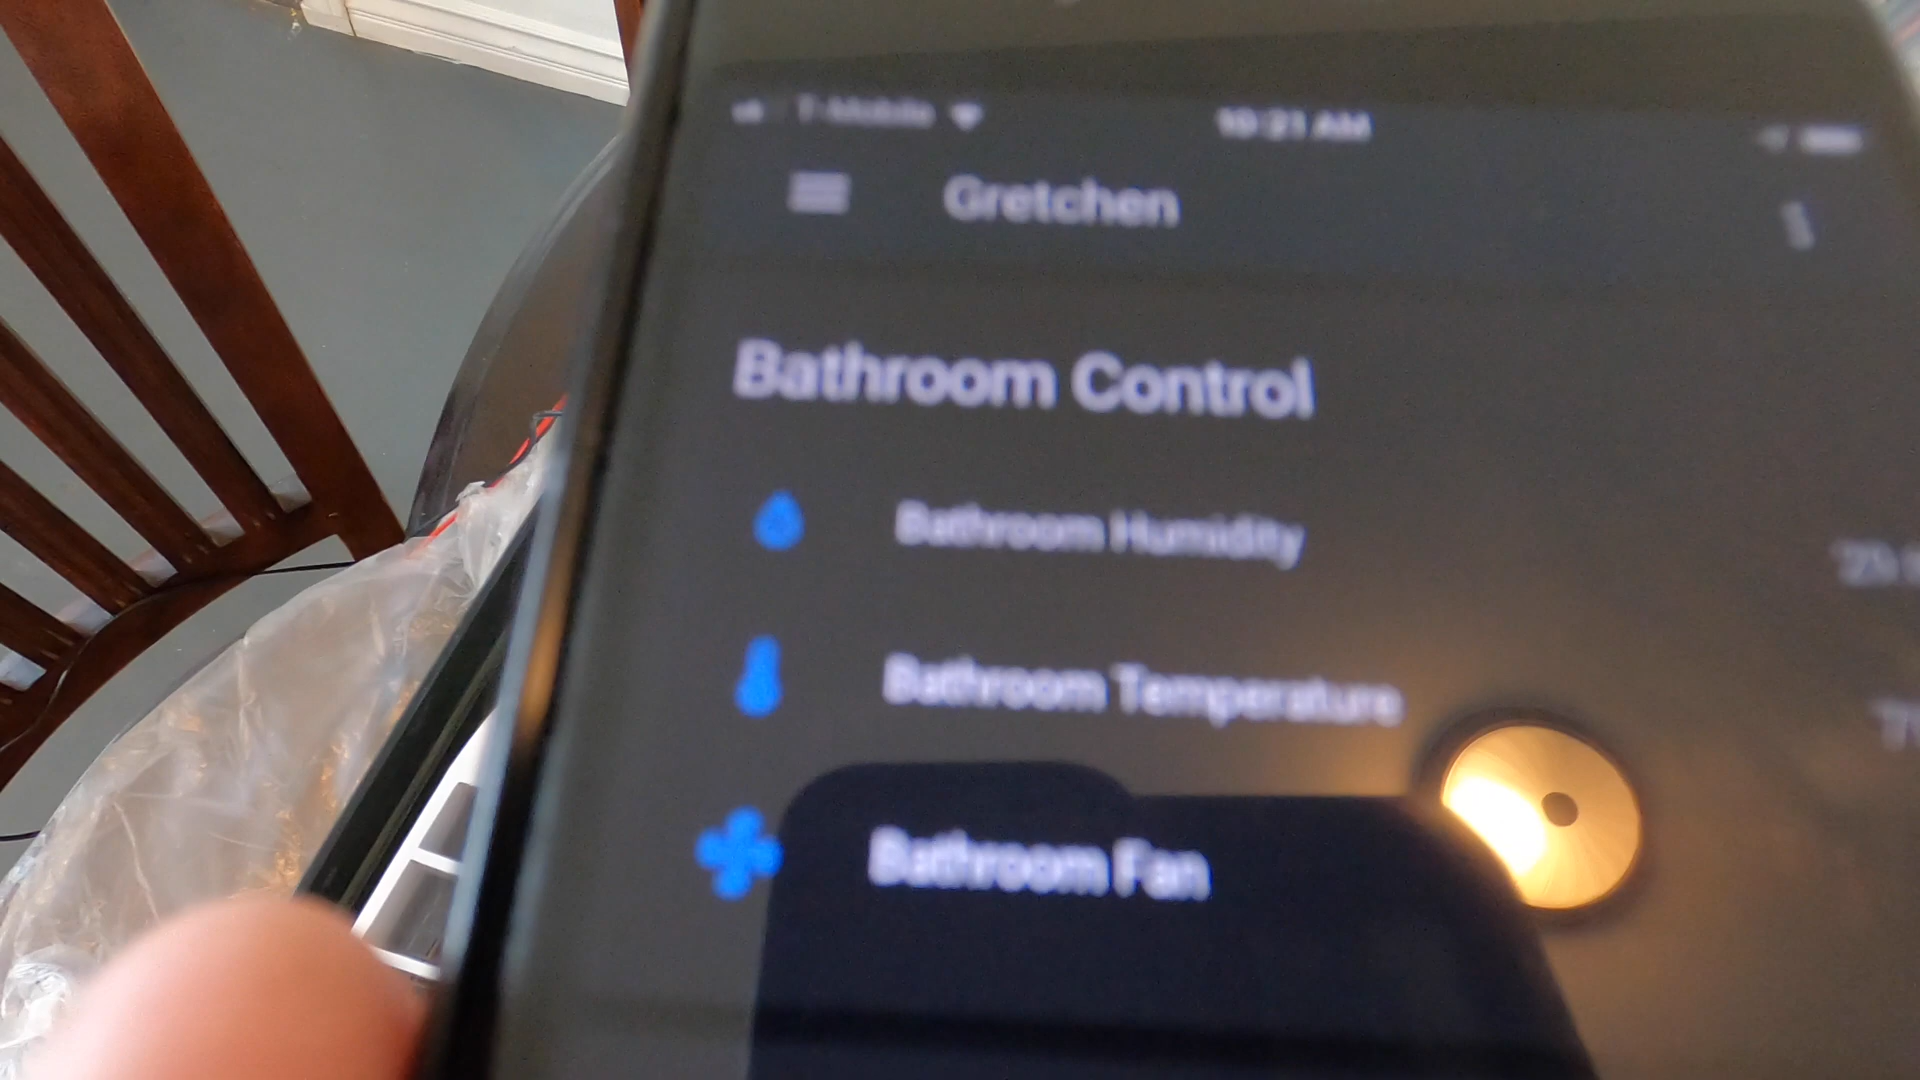 T-Mobile 10:21 AM
Gretchen
Bathroom Control
Bathroom Humidity
Bathroom Temperature
Bathroom Fan